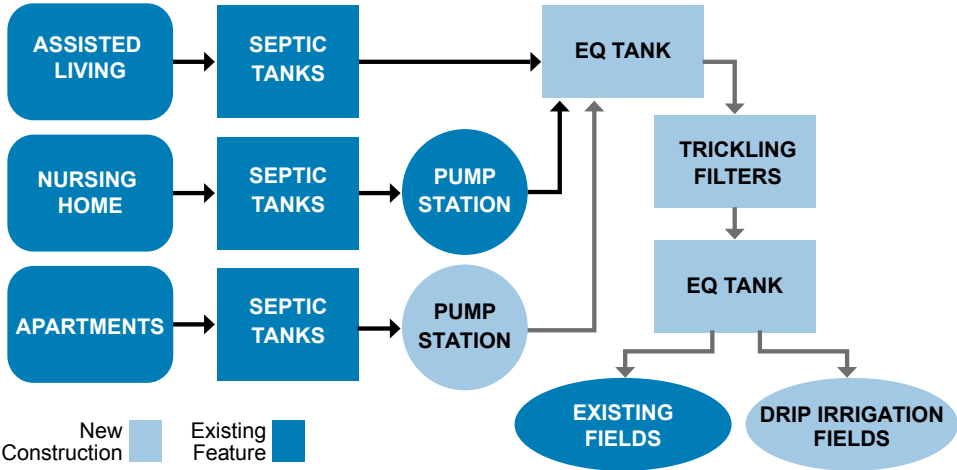 ASSISTED
LIVING
SEPTIC
TANKS
EQ TANK
TRICKLING
FILTERS
NURSING
HOME
SEPTIC
TANKS
PUMP
STATION
EQ TANK
APARTMENTS
SEPTIC
TANKS
PUMP
STATION
EXISTING
FIELDS
DRIP IRRIGATION
FIELDS
New
Construction
Existing
Feature